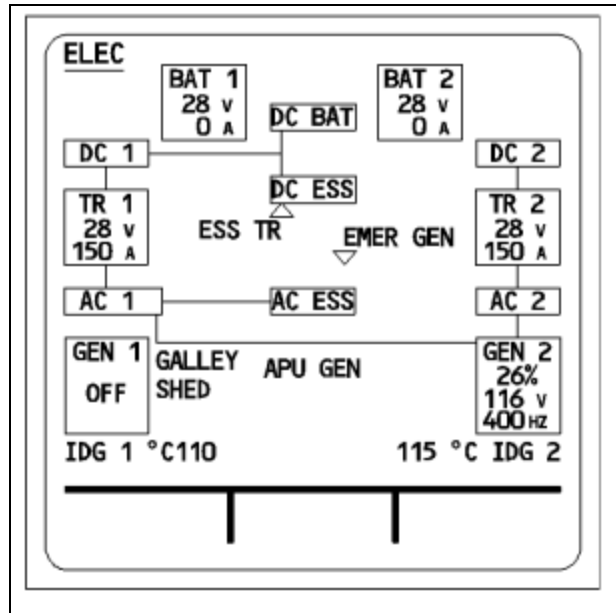 ELEC
BAT 1
28 V
0 A
BAT 2
28 V
0 A
DC BAT
DC 1
DC 2
DC ESS
TR 1
28 V
150 A
ESS TR
EMER GEN
TR 2
28 V
150 A
AC 1
AC ESS
AC 2
GEN 1
OFF
GALLEY
SHED
APU GEN
GEN 2
26%
116 V
400 HZ
IDG 1 °C110
115 °C IDG 2